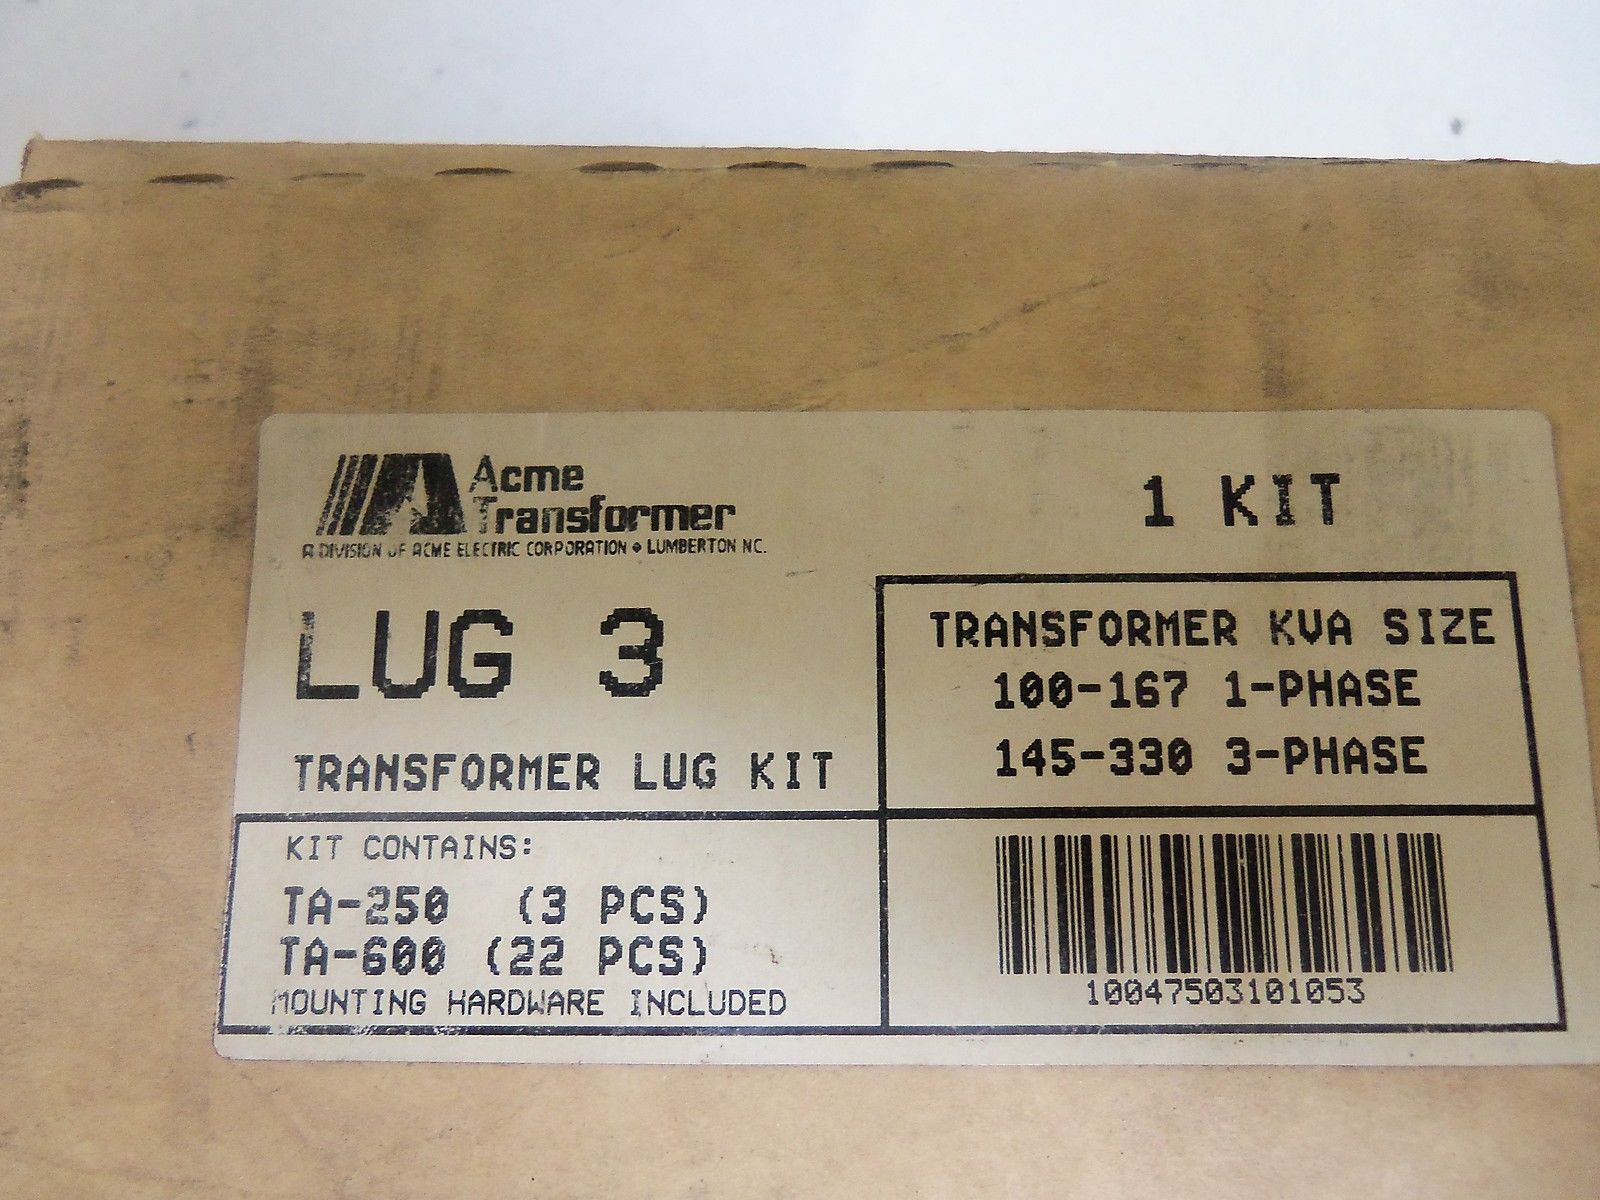 Acme
Transformer
A DIVISION OF ACME ELECTRIC CORPORATION ⬥ LUMBERTON NC.
1 KIT
LUG 3
TRANSFORMER LUG KIT
TRANSFORMER KVA SIZE
100-167 1-PHASE
145-330 3-PHASE
KIT CONTAINS:
TA-250 (3 PCS)
TA-600 (22 PCS)
MOUNTING HARDWARE INCLUDED
10047503101053